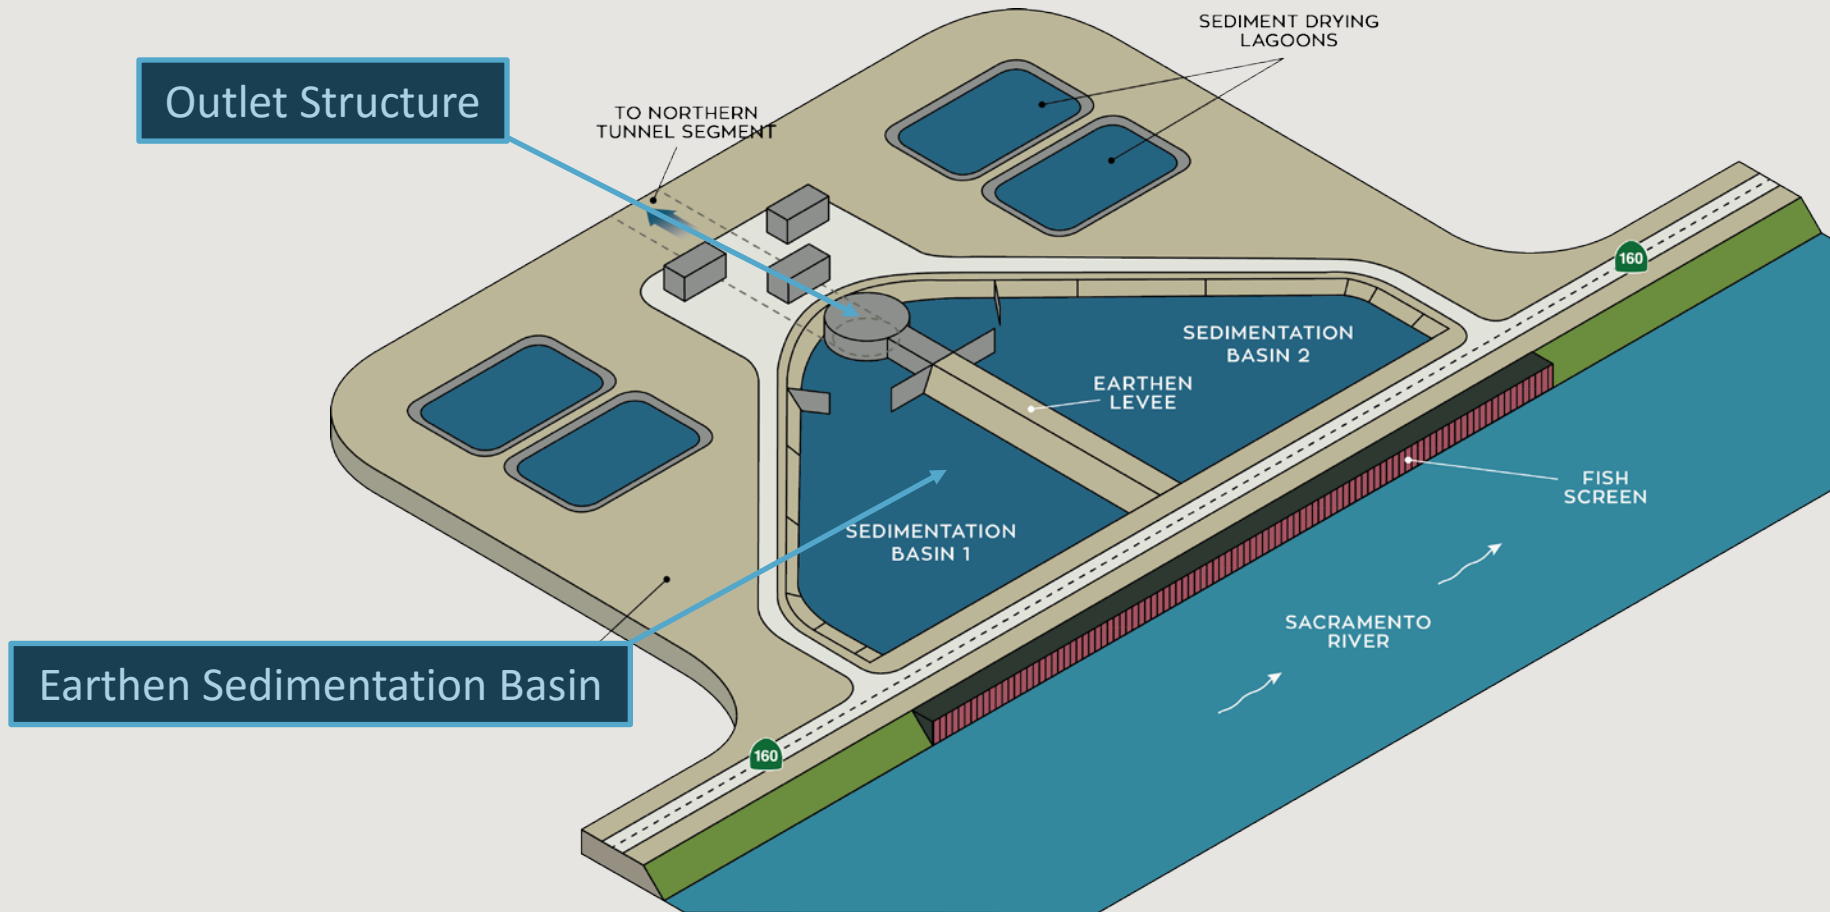 SEDIMENT DRYING
LAGOONS
Outlet Structure
TO NORTHERN
TUNNEL SEGMENT
160
SEDIMENTATION
BASIN 2
EARTHEN
LEVEE
FISH
SCREEN
SEDIMENTATION
BASIN 1
SACRAMENTO
RIVER
Earthen Sedimentation Basin
160